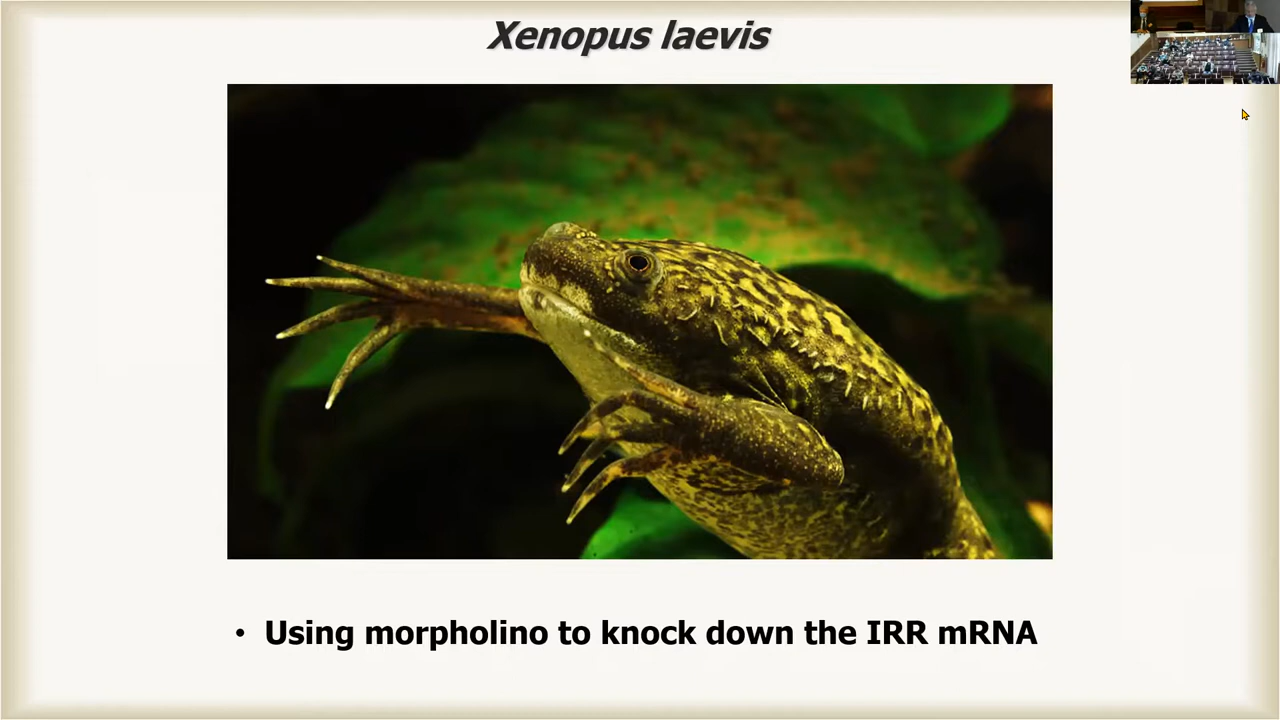 Xenopus laevis
• Using morpholino to knock down the IRR mRNA